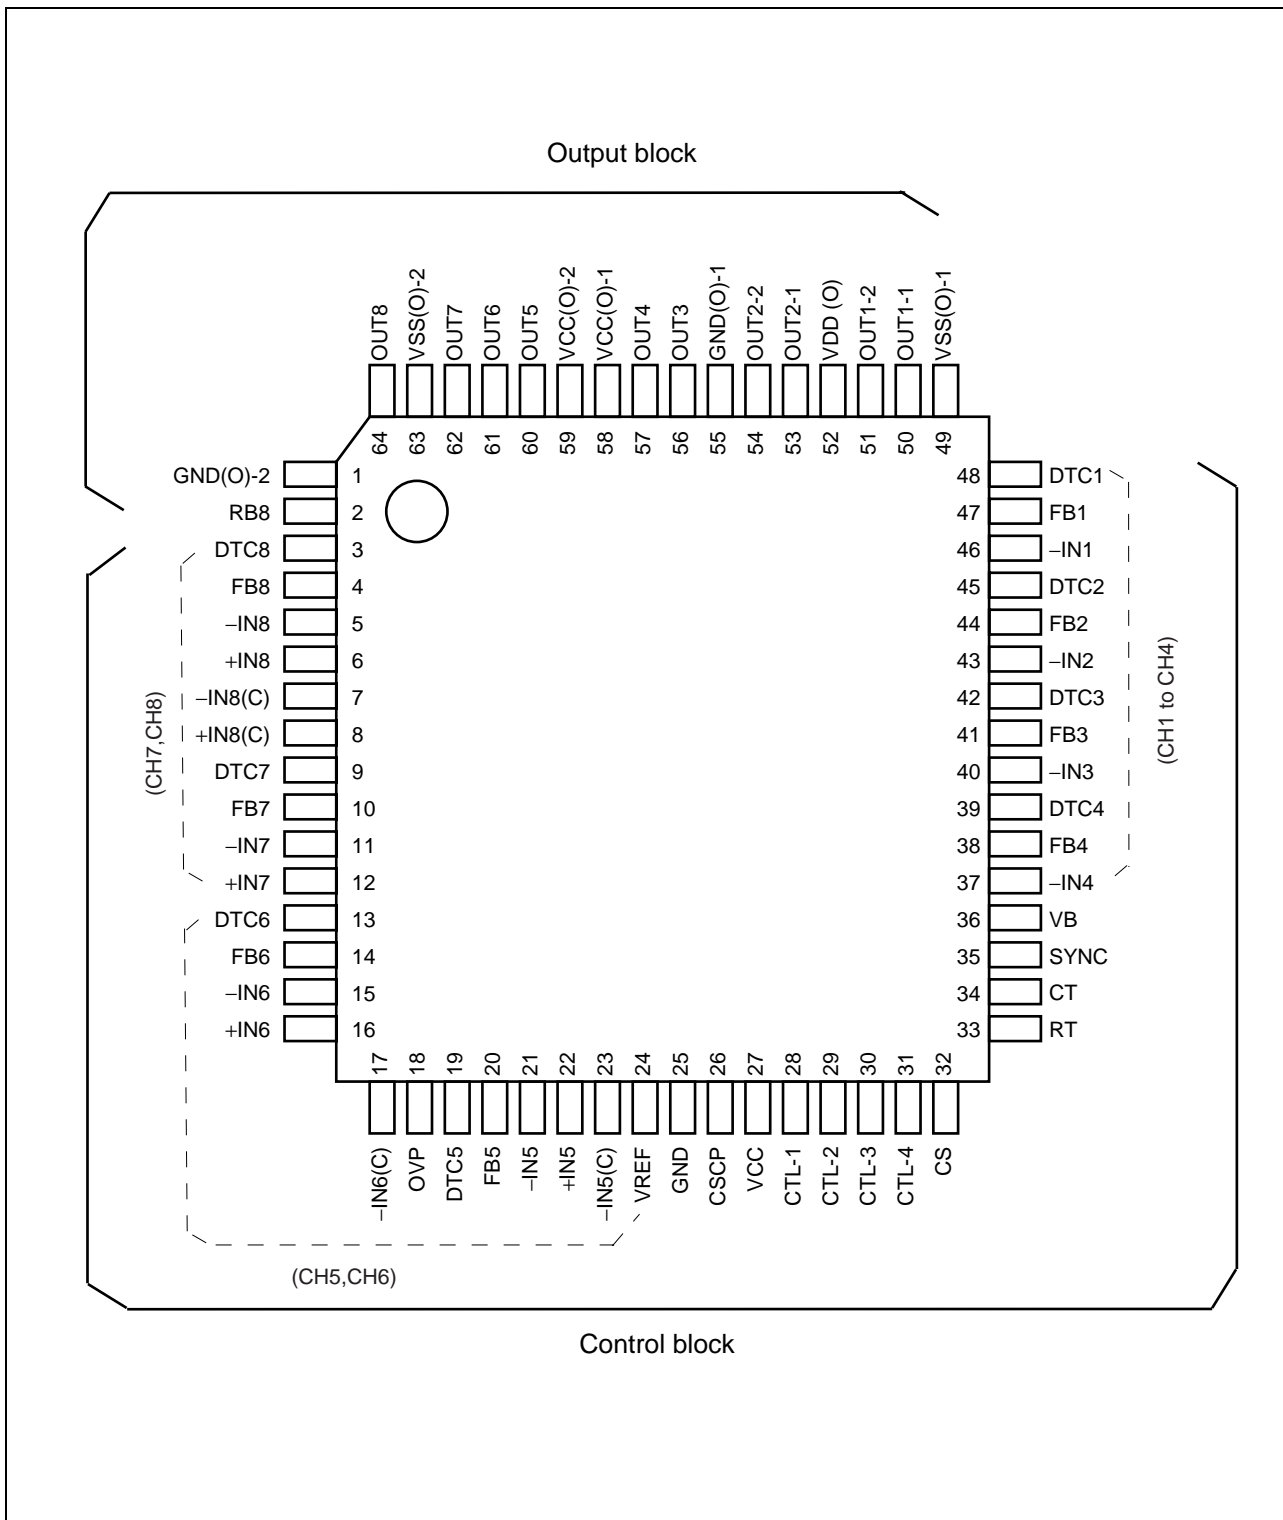 Output block
OUT8
VSS(O)-2
OUT7
OUT6
OUT5
VCC(O)-2
VCC(O)-1
OUT4
OUT3
GND(O)-1
OUT2-2
OUT2-1
VDD (O)
OUT1-2
OUT1-1
VSS(O)-1
64
63
62
61
60
59
58
57
56
55
54
53
52
51
50
49
GND(O)-2 1
RB8 2
DTC8 3
FB8 4
−IN8 5
+IN8 6
−IN8(C) 7
+IN8(C) 8
DTC7 9
FB7 10
−IN7 11
+IN7 12
DTC6 13
FB6 14
−IN6 15
+IN6 16
(CH7,CH8)
48 DTC1
47 FB1
46 −IN1
45 DTC2
44 FB2
43 −IN2
42 DTC3
41 FB3
40 −IN3
39 DTC4
38 FB4
37 −IN4
36 VB
35 SYNC
34 CT
33 RT
(CH1 to CH4)
17
18
19
20
21
22
23
24
25
26
27
28
29
30
31
32
−IN6(C)
OVP
DTC5
FB5
−IN5
+IN5
−IN5(C)
VREF
GND
CSCP
VCC
CTL-1
CTL-2
CTL-3
CTL-4
CS
(CH5,CH6)
Control block